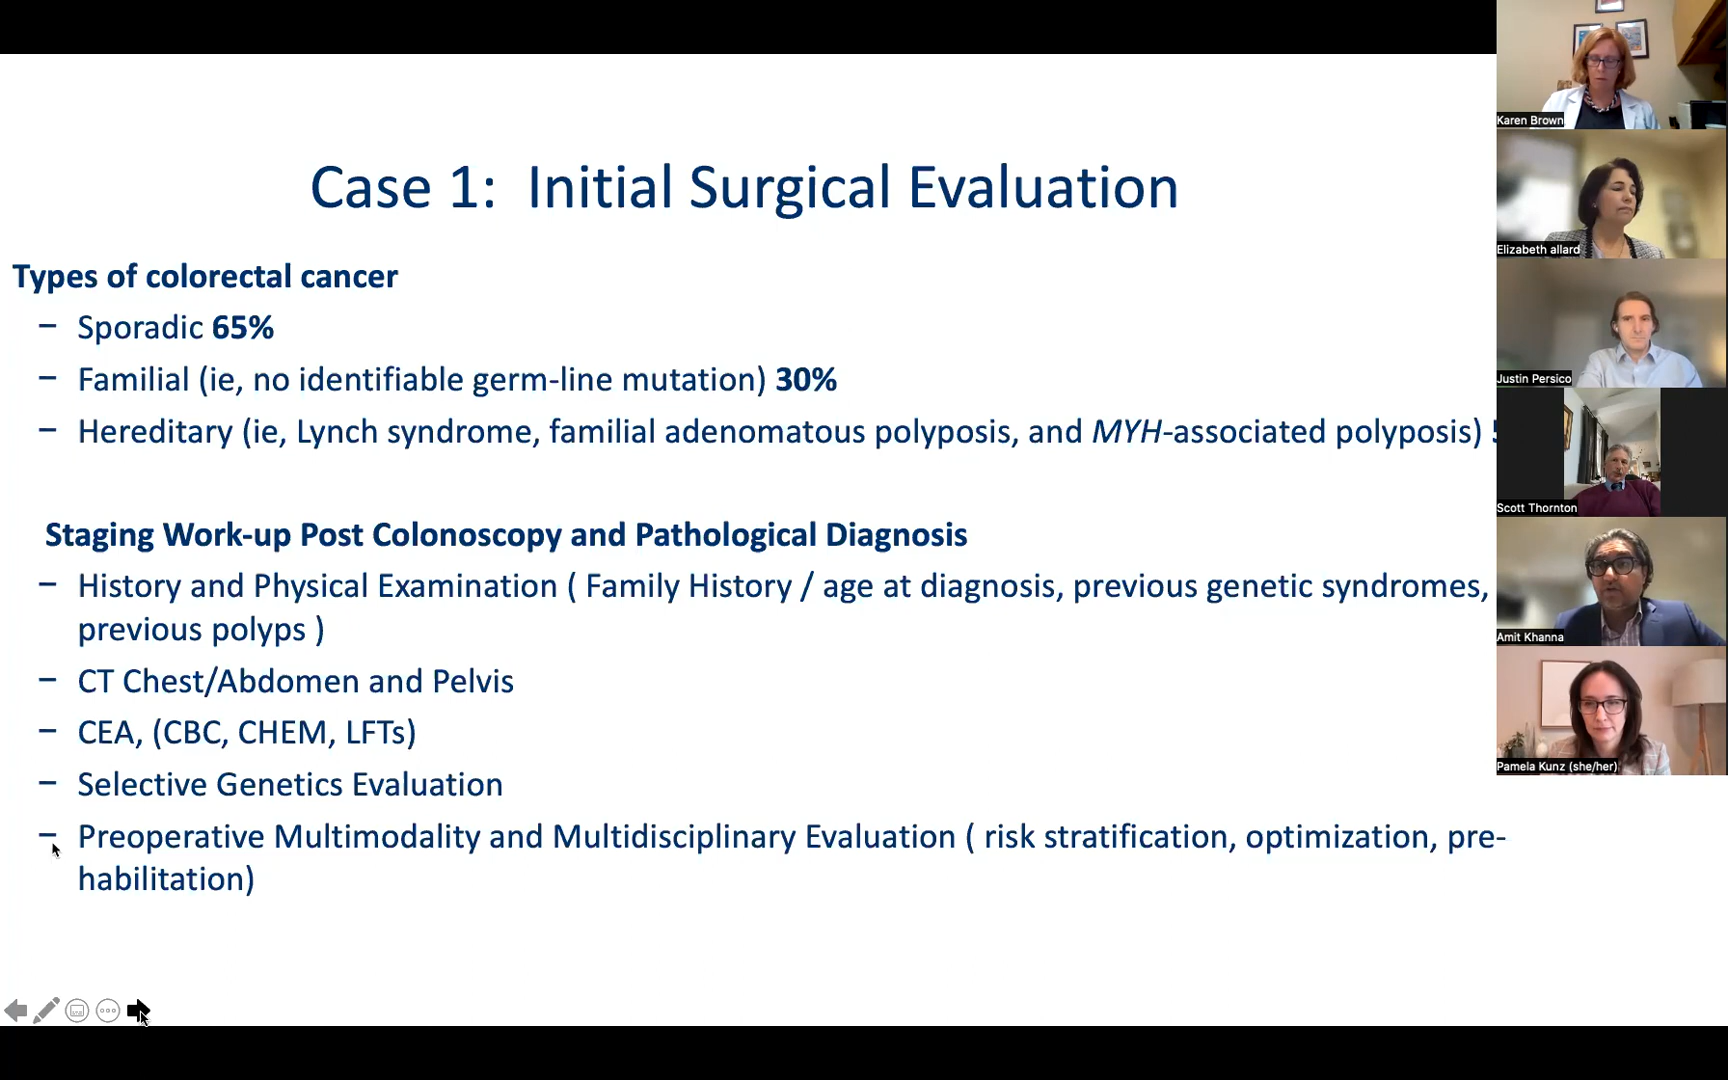 Case 1: Initial Surgical Evaluation
Types of colorectal cancer
– Sporadic 65%
– Familial (ie, no identifiable germ-line mutation) 30%
– Hereditary (ie, Lynch syndrome, familial adenomatous polyposis, and MYH-associated polyposis)
Staging Work-up Post Colonoscopy and Pathological Diagnosis
– History and Physical Examination ( Family History / age at diagnosis, previous genetic syndromes,
previous polyps )
– CT Chest/Abdomen and Pelvis
– CEA, (CBC, CHEM, LFTs)
– Selective Genetics Evaluation
– Preoperative Multimodality and Multidisciplinary Evaluation ( risk stratification, optimization, pre-
habilitation)
Karen Brown
Elizabeth allard
Justin Persico
Scott Thornton
Amit Khanna
Pamela Kunz (she/her)